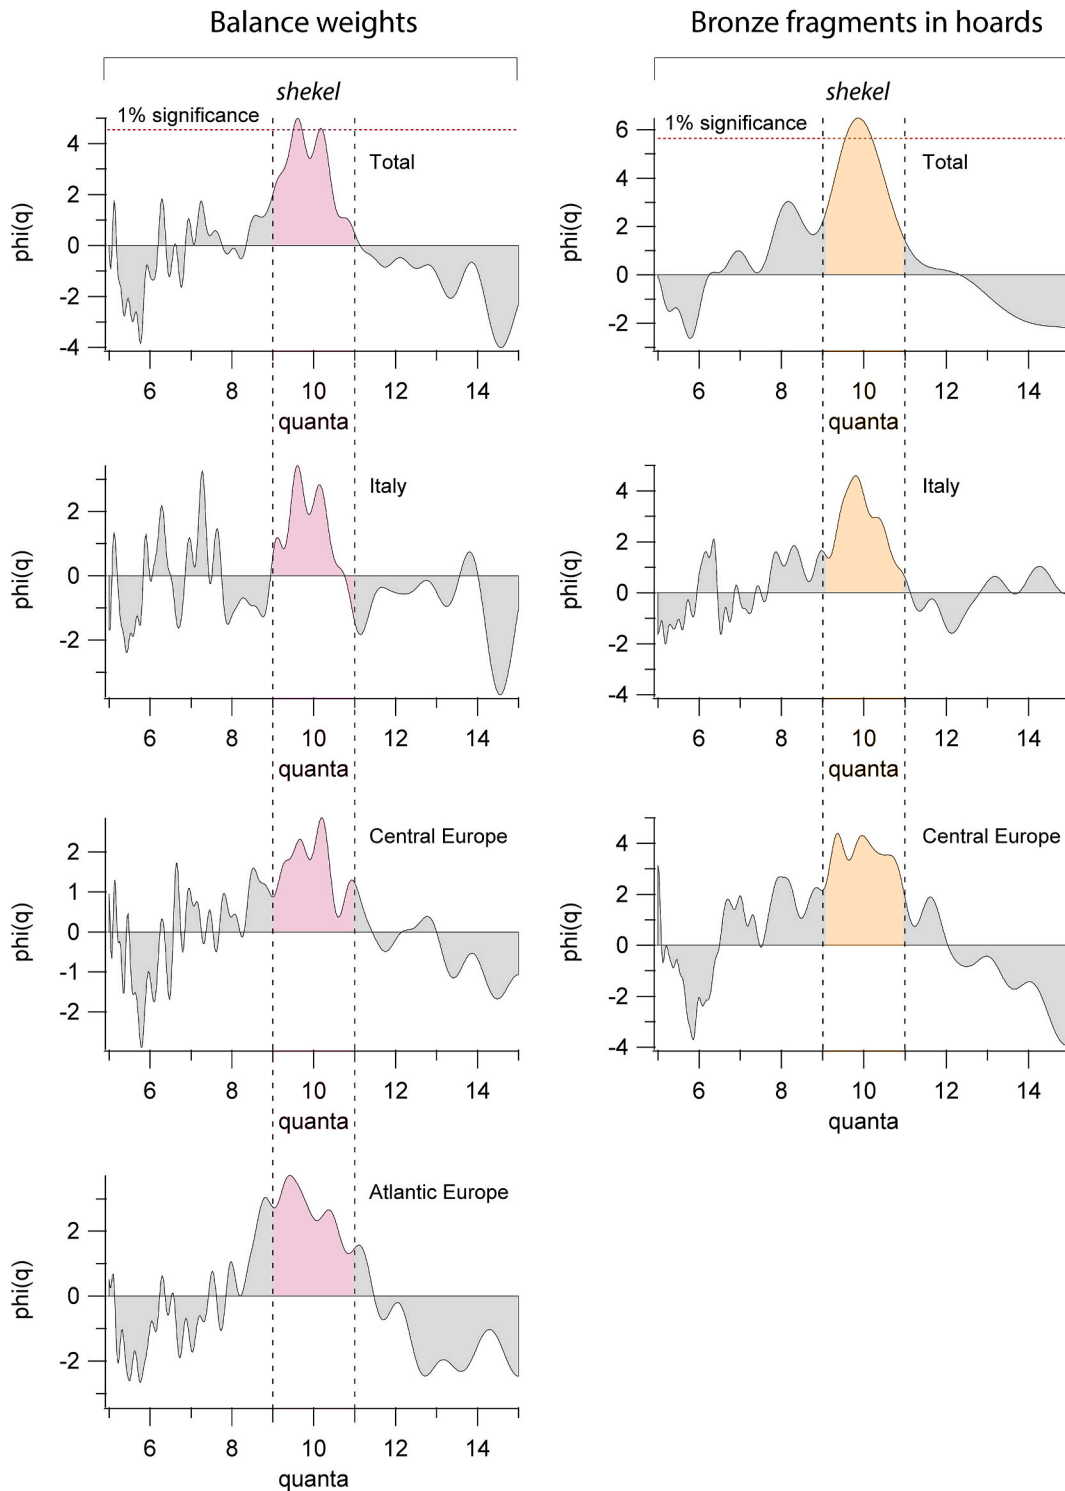 Balance weights
Bronze fragments in hoards
shekel
1% significance
4
2
0
-2
-4
phi(q)
Total
6 8 10 12 14
quanta
shekel
1% significance
6
4
2
0
-2
phi(q)
Total
6 8 10 12 14
quanta
2
0
-2
phi(q)
Italy
6 8 10 12 14
quanta
4
2
0
-2
-4
phi(q)
Italy
6 8 10 12 14
quanta
2
1
0
-1
-2
phi(q)
Central Europe
6 8 10 12 14
quanta
4
2
0
-2
-4
phi(q)
Central Europe
6 8 10 12 14
quanta
2
0
-2
phi(q)
Atlantic Europe
6 8 10 12 14
quanta